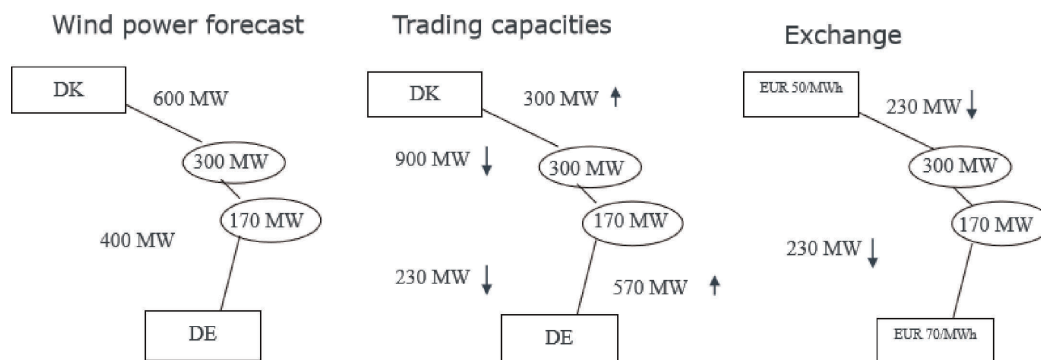 Wind power forecast
DK
600 MW
300 MW
170 MW
400 MW
DE
Trading capacities
DK
300 MW
900 MW
300 MW
170 MW
230 MW
570 MW
DE
Exchange
EUR 50/MWh
230 MW
300 MW
170 MW
230 MW
EUR 70/MWh